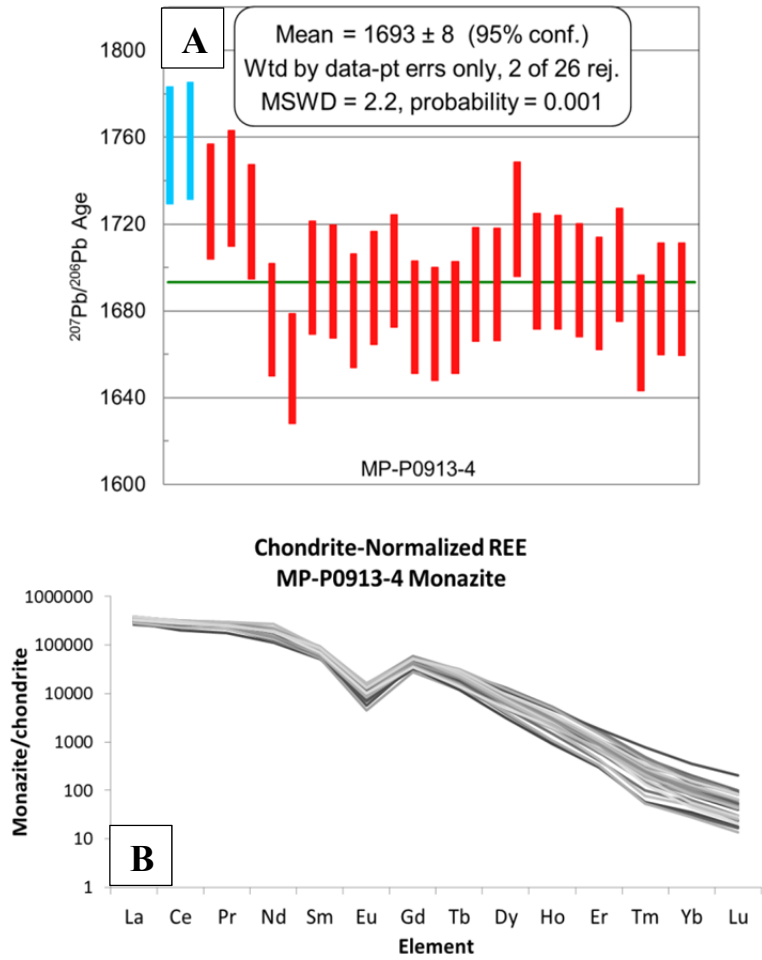 A
Mean = 1693 ± 8 (95% conf.)
Wtd by data-pt errs only, 2 of 26 rej.
MSWD = 2.2, probability = 0.001
1800
1760
1720
1680
1640
1600
²⁰⁷Pb/²⁰⁶Pb Age
MP-P0913-4
Chondrite-Normalized REE
MP-P0913-4 Monazite
1000000
100000
10000
1000
100
10
1
Monazite/chondrite
B
La Ce Pr Nd Sm Eu Gd Tb Dy Ho Er Tm Yb Lu
Element